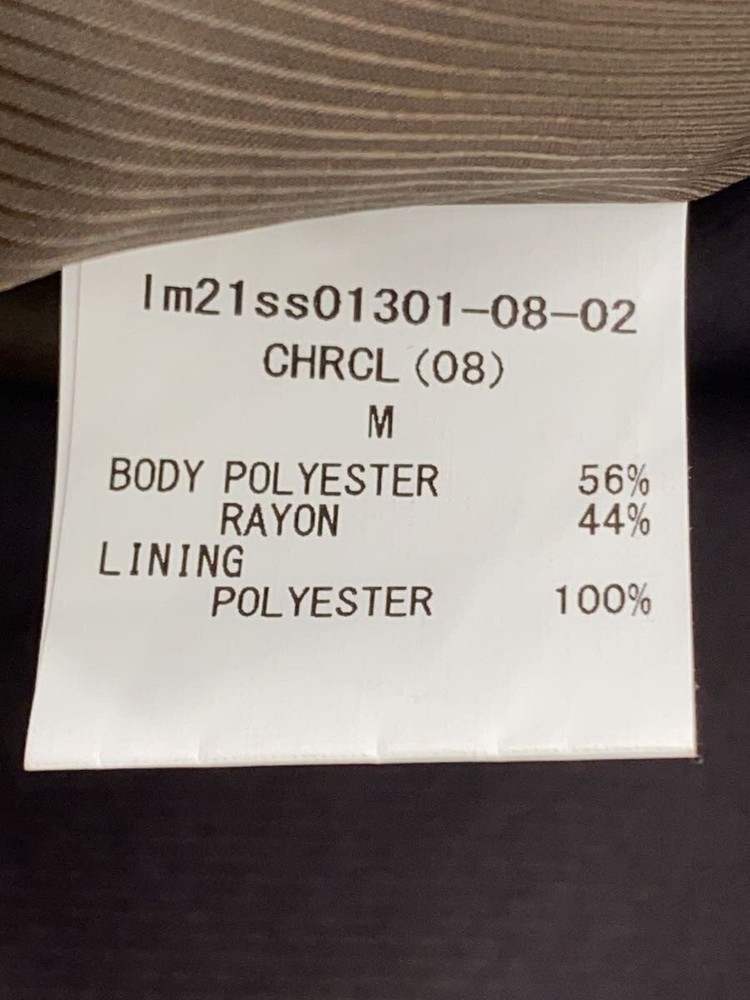 lm21ss01301-08-02
CHRCL (08)
M
BODY POLYESTER 56%
RAYON 44%
LINING
POLYESTER 100%